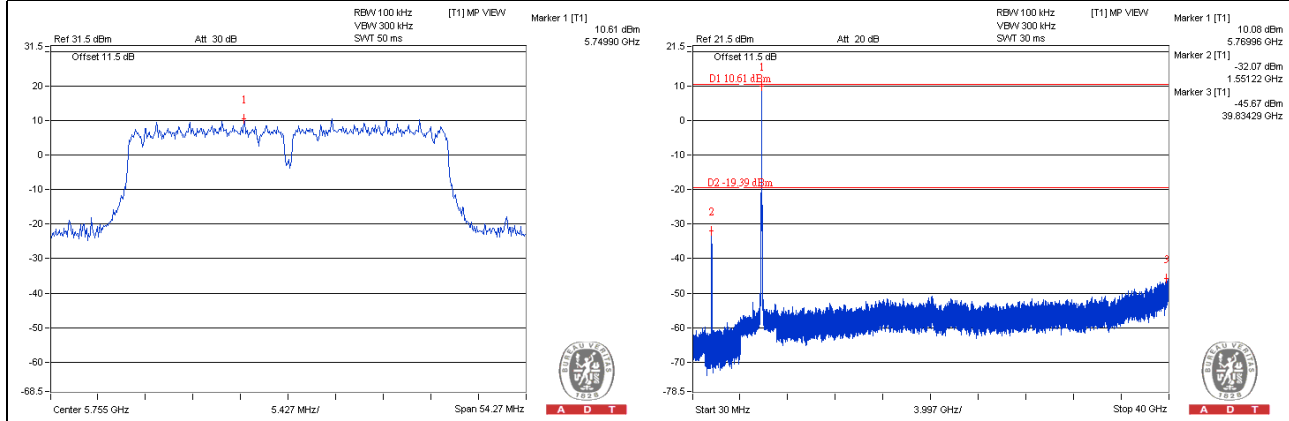 RBW 100 kHz [T1] MP VIEW
VBW 300 kHz
Ref 31.5 dBm Att 30 dB SWT 50 ms
Marker 1 [T1]
10.61 dBm
5.74990 GHz
31.5
Offset 11.5 dB
20
10
0
-10
-20
-30
-40
-50
-60
-68.5
1
Center 5.755 GHz 5.427 MHz/ Span 54.27 MHz
BUREAU VERITAS
1828
A D T
RBW 100 kHz [T1] MP VIEW
VBW 300 kHz
Ref 21.5 dBm Att 20 dB SWT 30 ms
Marker 1 [T1]
10.08 dBm
5.76996 GHz
Marker 2 [T1]
-32.07 dBm
1.55122 GHz
Marker 3 [T1]
-45.67 dBm
39.83429 GHz
21.5
Offset 11.5 dB
1
D1 10.61 dBm
10
0
-10
D2 -19.39 dBm
-20
2
-30
3
-40
-50
-60
-70
-78.5
Start 30 MHz 3.997 GHz/ Stop 40 GHz
BUREAU VERITAS
1828
A D T